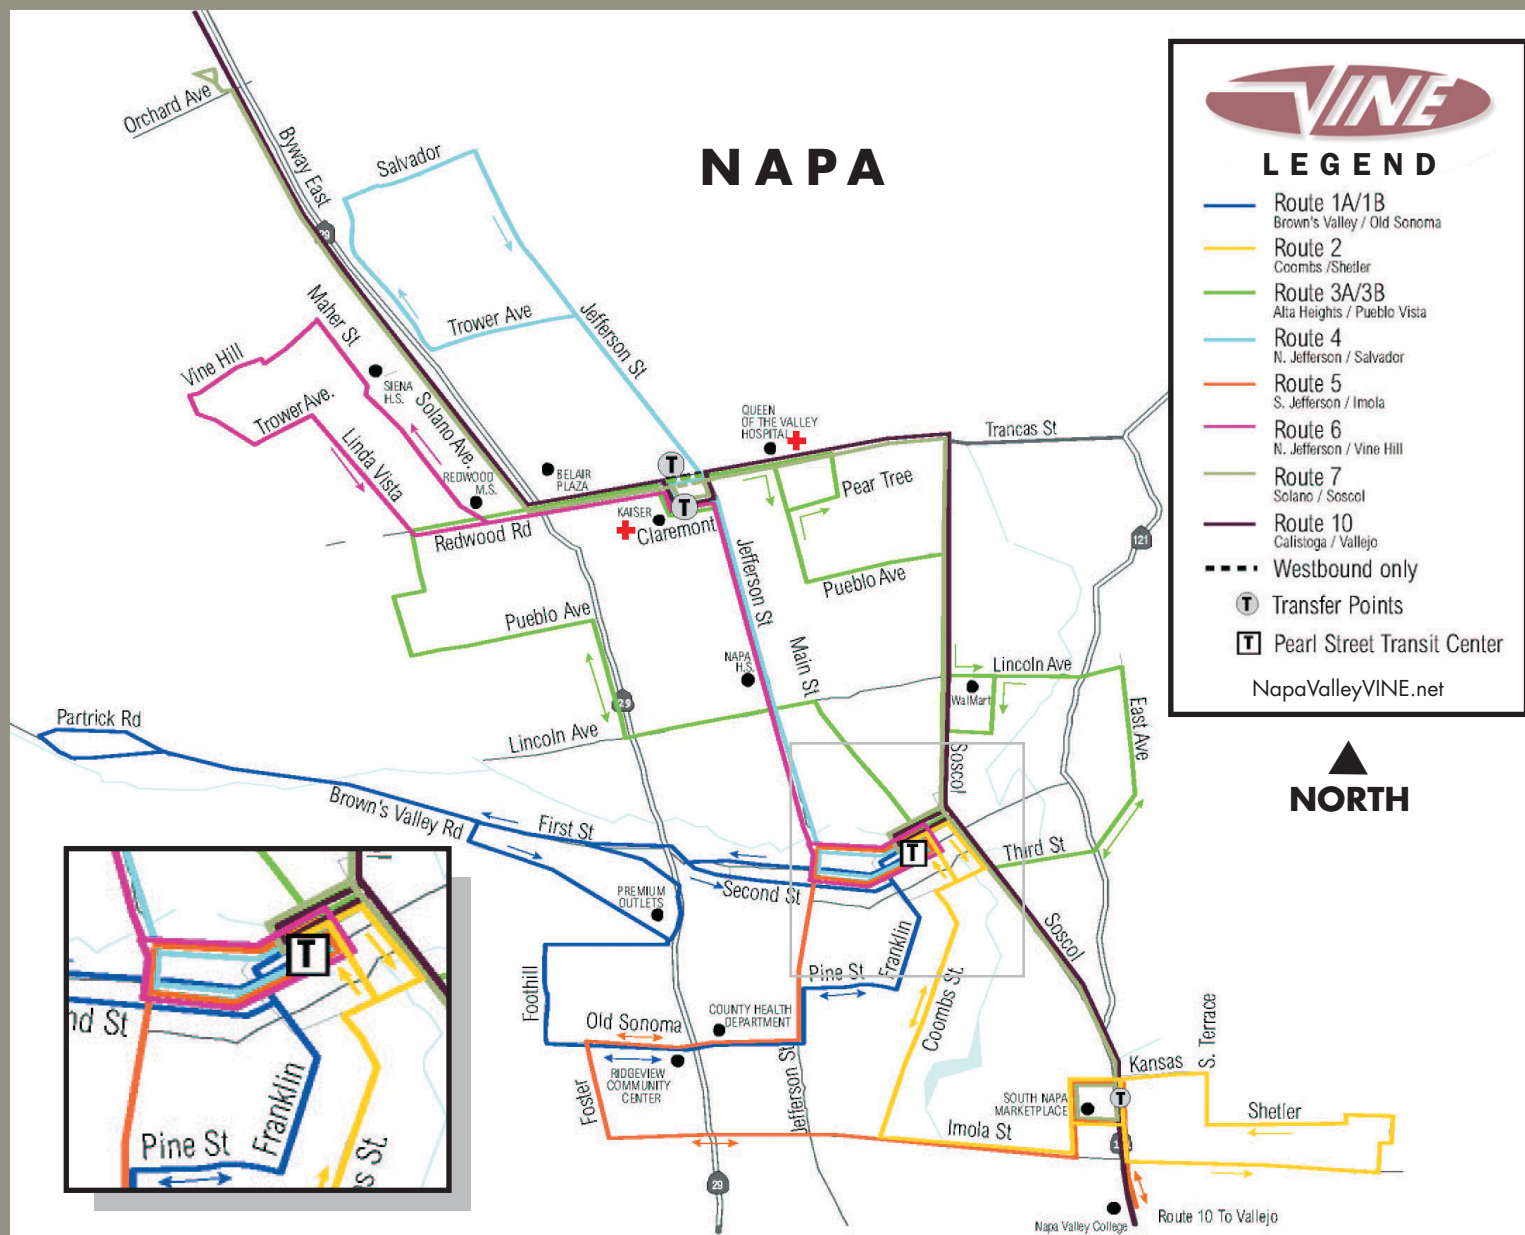 NAPA
VINE
LEGEND
Route 1A/1B
Brown's Valley / Old Sonoma
Route 2
Coombs /Shetler
Route 3A/3B
Alta Heights / Pueblo Vista
Route 4
N. Jefferson / Salvador
Route 5
S. Jefferson / Imola
Route 6
N. Jefferson / Vine Hill
Route 7
Solano / Soscol
Route 10
Calistoga / Vallejo
Westbound only
T Transfer Points
T Pearl Street Transit Center
NapaValleyVINE.net
NORTH
Orchard Ave
Byway East
29
Salvador
Trower Ave
Jefferson St
Maher St
Vine Hill
Trower Ave.
Linda Vista
SIENA
H.S.
Solano Ave.
REDWOOD
M.S.
BELAIR
PLAZA
T
T
KAISER
Claremont
Redwood Rd
QUEEN
OF THE VALLEY
HOSPITAL
Trancas St
Pear Tree
Pueblo Ave
121
Pueblo Ave
Jefferson St
NAPA
H.S.
Main St
Lincoln Ave
WalMart
East Ave
29
Lincoln Ave
Soscol
Partrick Rd
Brown's Valley Rd
First St
Second St
T
Third St
PREMIUM
OUTLETS
Soscol
Foothill
Pine St
Franklin
Coombs St.
COUNTY HEALTH
DEPARTMENT
Old Sonoma
RIDGEVIEW
COMMUNITY
CENTER
Foster
Jefferson St
S. Terrace
Kansas
T
SOUTH NAPA
MARKETPLACE
Shetler
Imola St
29
Napa Valley College
Route 10 To Vallejo
T
nd St
Franklin
Pine St
s St.